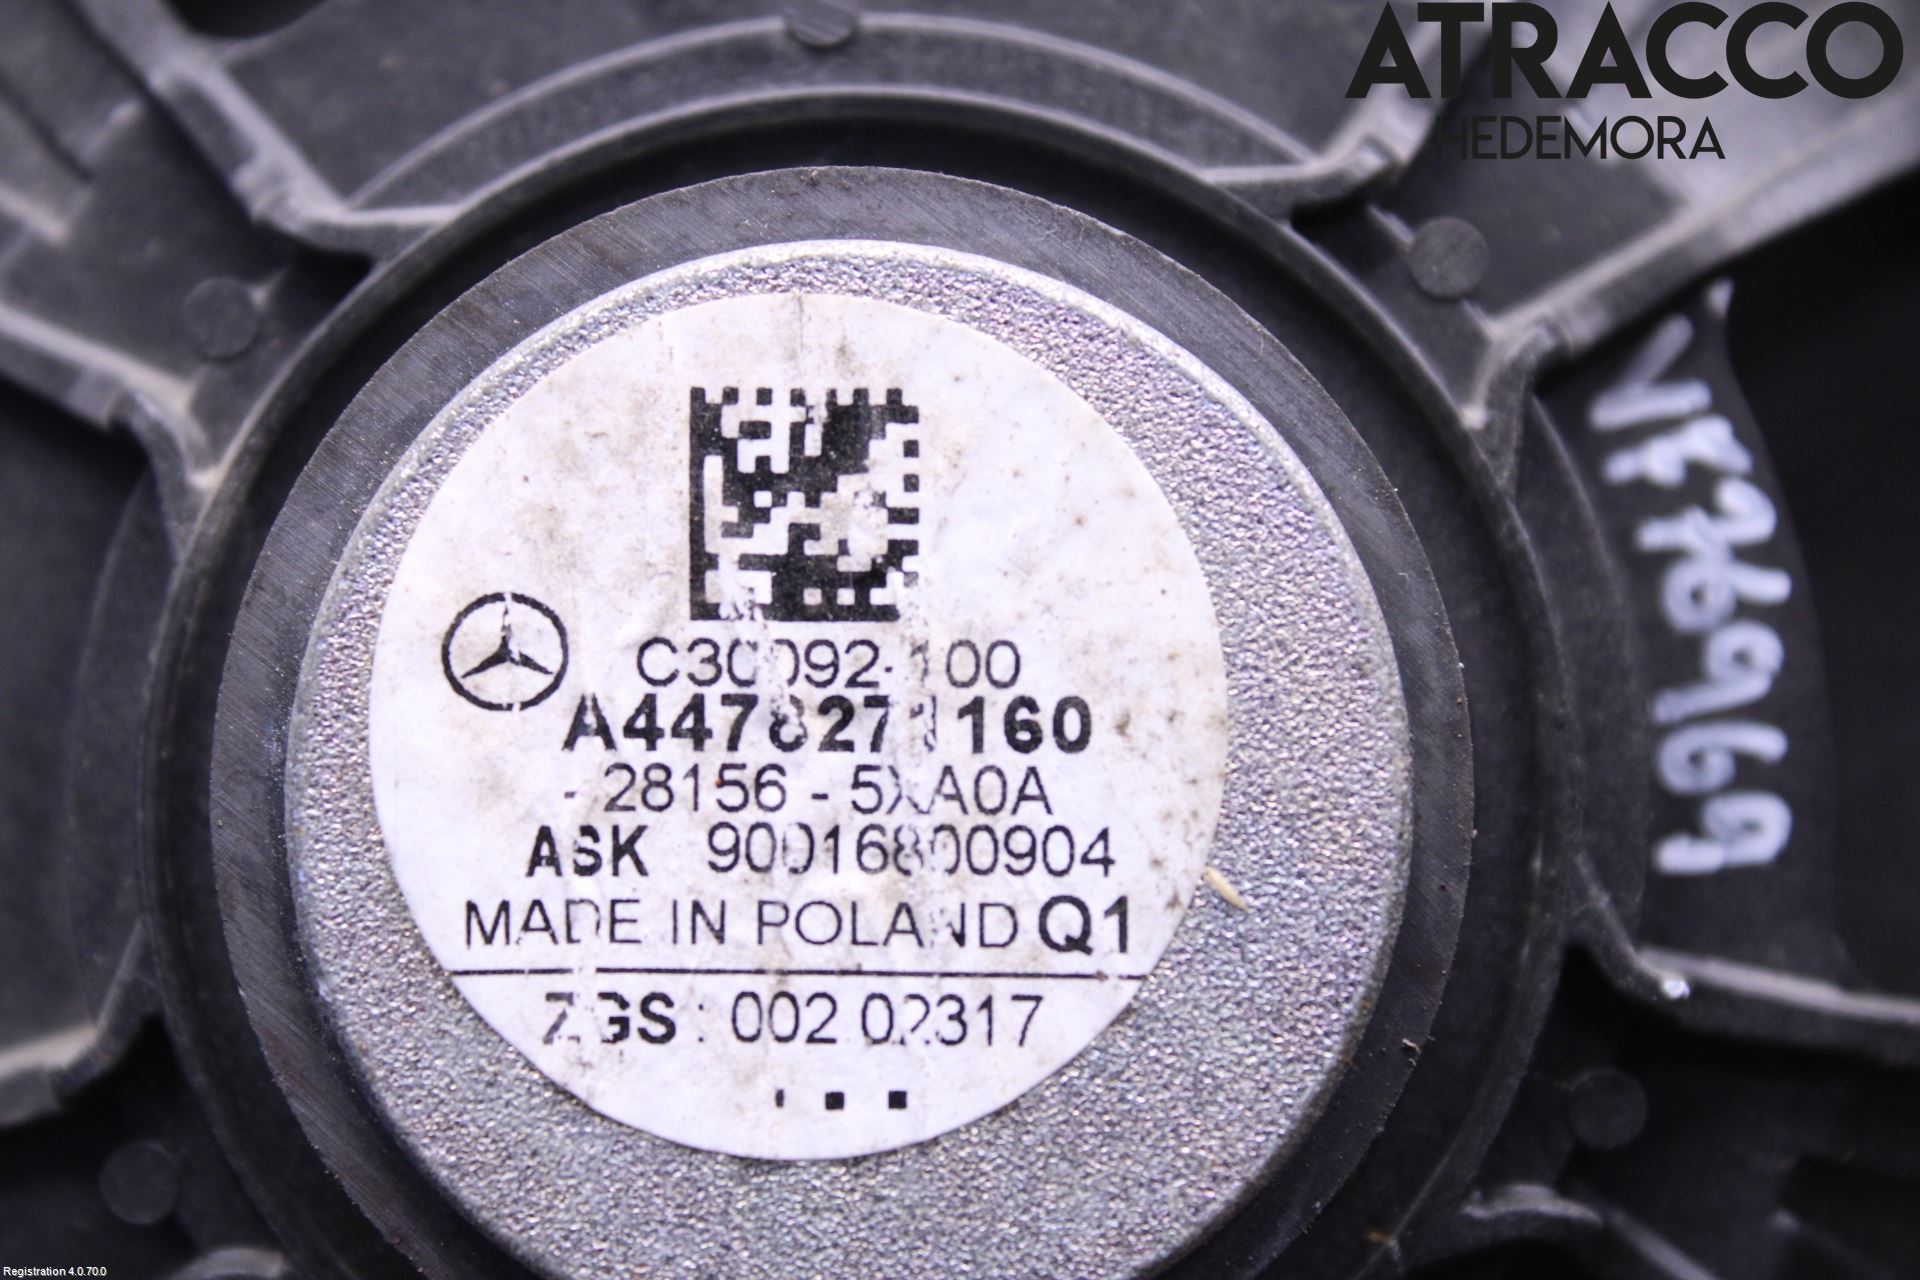 ATRACCO
HEDEMORA
C30092-100
A4478271160
- 28156 - 5XA0A
ASK 90016800904
MADE IN POLAND Q1
ZGS : 002 02317
VF76969
Registration 4.0.70.0